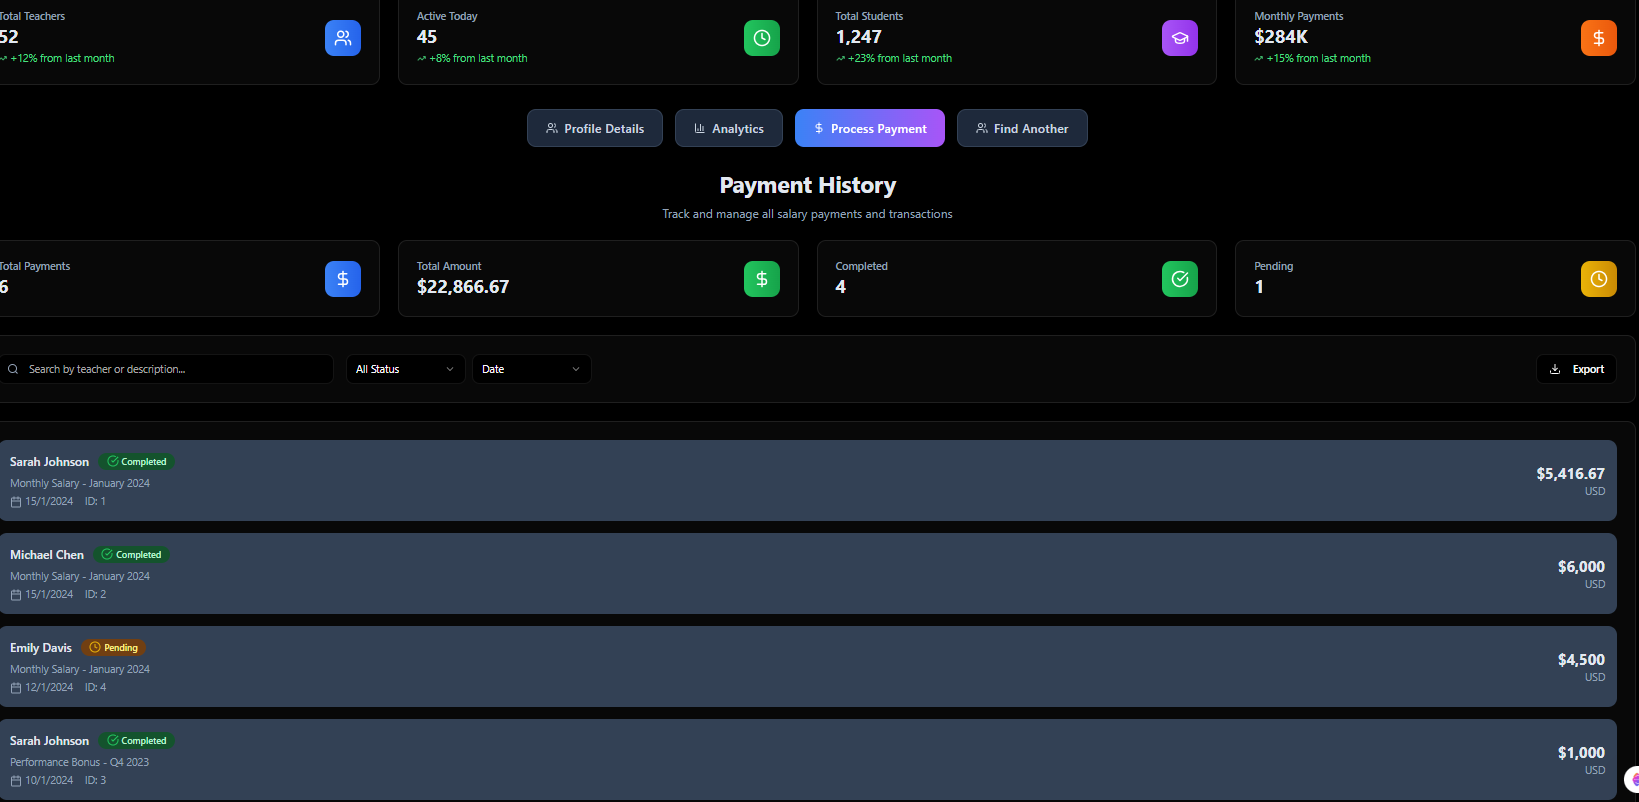 Total Teachers
52
+12% from last month
Active Today
45
+8% from last month
Total Students
1,247
+23% from last month
Monthly Payments
$284K
+15% from last month
Profile Details
Analytics
$ Process Payment
Find Another
Payment History
Track and manage all salary payments and transactions
Total Payments
6
Total Amount
$22,866.67
Completed
4
Pending
1
Search by teacher or description...
All Status
Date
Export
Sarah Johnson Completed
Monthly Salary - January 2024
15/1/2024 ID: 1
$5,416.67
USD
Michael Chen Completed
Monthly Salary - January 2024
15/1/2024 ID: 2
$6,000
USD
Emily Davis Pending
Monthly Salary - January 2024
12/1/2024 ID: 4
$4,500
USD
Sarah Johnson Completed
Performance Bonus - Q4 2023
10/1/2024 ID: 3
$1,000
USD